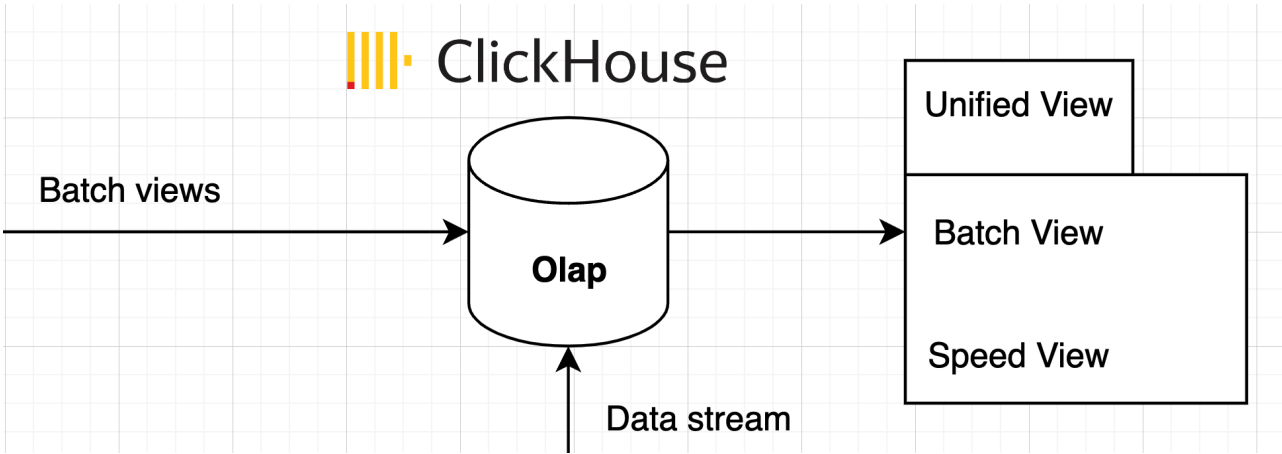 ClickHouse
Unified View
Batch views
Batch View
Olap
Speed View
Data stream